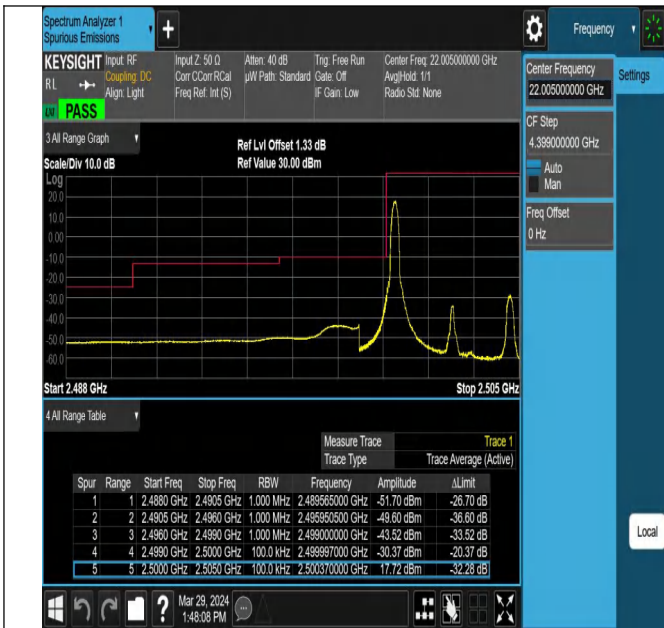 Spectrum Analyzer 1
Spurious Emissions
Frequency
KEYSIGHT
Input: RF
Coupling: DC
Align: Light
Input Z: 50 Ω
Corr CCorr RCal
Freq Ref: Int (S)
Atten: 40 dB
µW Path: Standard
Trig: Free Run
Gate: Off
IF Gain: Low
Center Freq: 22.005000000 GHz
Avg|Hold: 1/1
Radio Std: None
RL
PASS
Center Frequency
22.005000000 GHz
Settings
CF Step
4.399000000 GHz
Auto
Man
Freq Offset
0 Hz
3 All Range Graph
Ref Lvl Offset 1.33 dB
Scale/Div 10.0 dB
Ref Value 30.00 dBm
Log
20.0
10.0
0.00
-10.0
-20.0
-30.0
-40.0
-50.0
-60.0
Start 2.488 GHz
Stop 2.505 GHz
4 All Range Table
Measure Trace Trace 1
Trace Type Trace Average (Active)
Spur Range Start Freq Stop Freq RBW Frequency Amplitude ΔLimit
1 1 2.4880 GHz 2.4905 GHz 1.000 MHz 2.489565000 GHz -51.70 dBm -26.70 dB
2 2 2.4905 GHz 2.4960 GHz 1.000 MHz 2.495950500 GHz -49.60 dBm -36.60 dB
3 3 2.4960 GHz 2.4990 GHz 1.000 MHz 2.499000000 GHz -43.52 dBm -33.52 dB
4 4 2.4990 GHz 2.5000 GHz 100.0 kHz 2.499997000 GHz -30.37 dBm -20.37 dB
5 5 2.5000 GHz 2.5050 GHz 100.0 kHz 2.500370000 GHz 17.72 dBm -32.28 dB
Local
Mar 29, 2024
1:48:08 PM